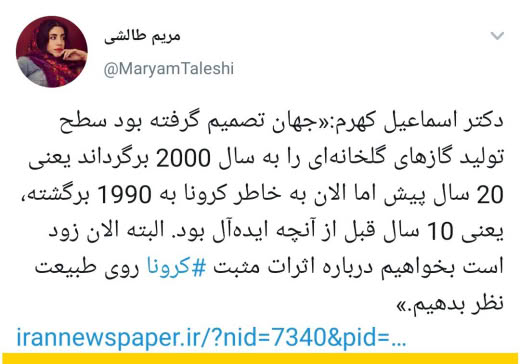 مریم طالشی
@MaryamTaleshi
دکتر اسماعیل کهرم:«جهان تصمیم گرفته بود سطح
تولید گازهای گلخانه‌ای را به سال 2000 برگرداند یعنی
20 سال پیش اما الان به خاطر کرونا به 1990 برگشته،
یعنی 10 سال قبل از آنچه ایده‌آل بود. البته الان زود
است بخواهیم درباره اثرات مثبت #کرونا روی طبیعت
نظر بدهیم.»
irannewspaper.ir/?nid=7340&pid=...